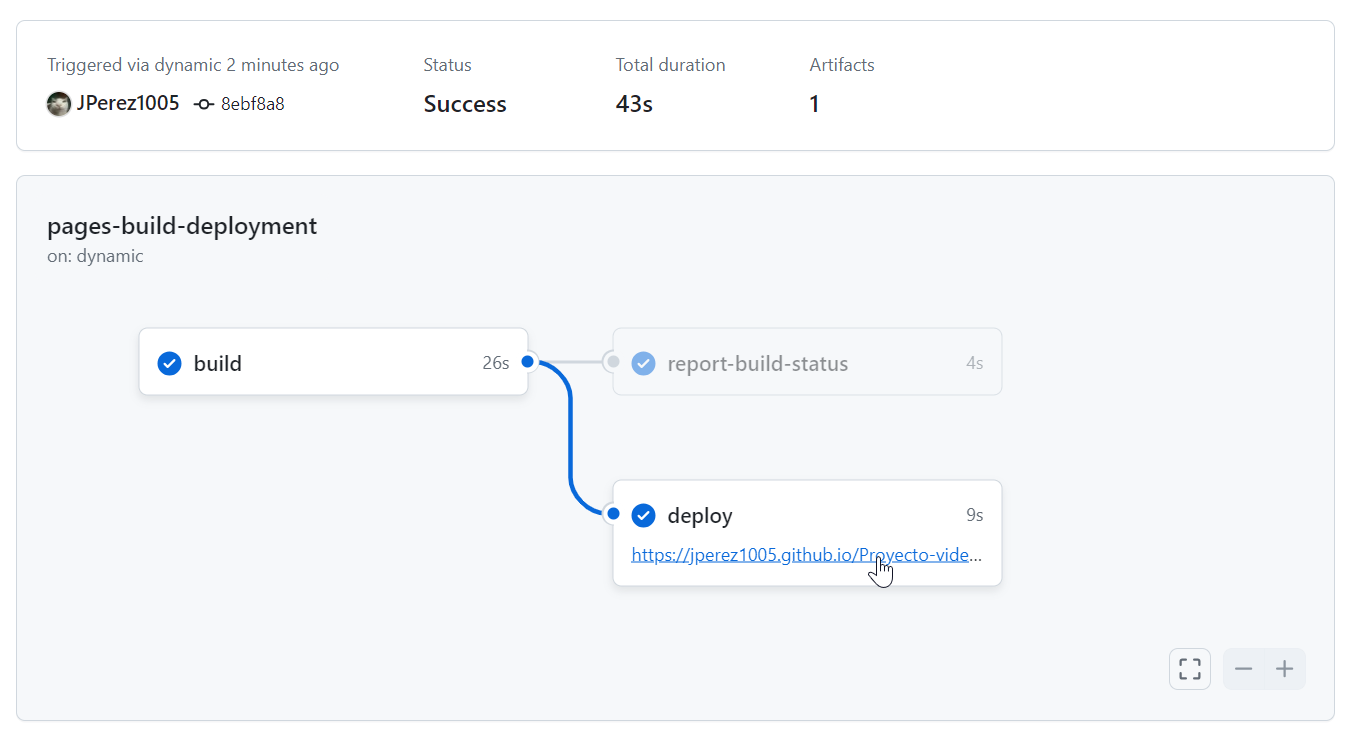 Triggered via dynamic 2 minutes ago
JPerez1005 8ebf8a8
Status
Success
Total duration
43s
Artifacts
1
pages-build-deployment
on: dynamic
build 26s
report-build-status 4s
deploy 9s
https://jperez1005.github.io/Proyecto-vide...